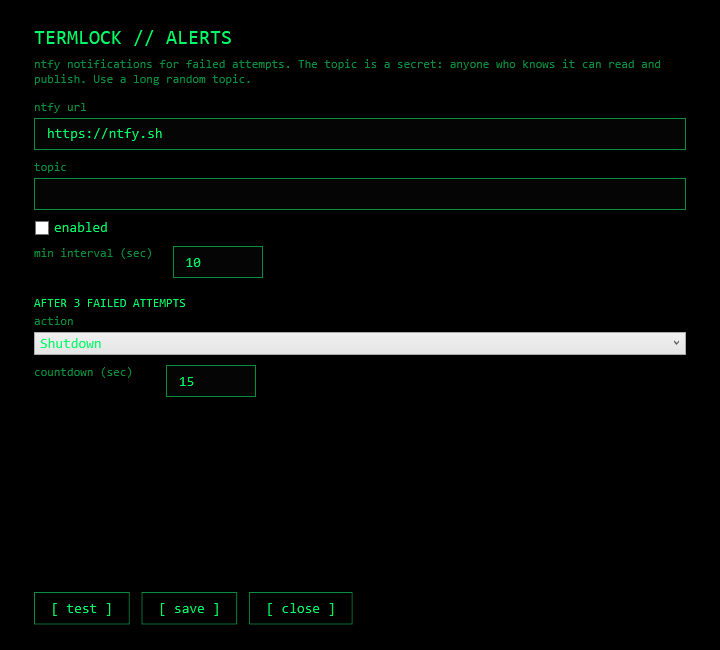 TERMLOCK // ALERTS
ntfy notifications for failed attempts. The topic is a secret: anyone who knows it can read and
publish. Use a long random topic.
ntfy url
https://ntfy.sh
topic
enabled
min interval (sec)
10
AFTER 3 FAILED ATTEMPTS
action
Shutdown
countdown (sec)
15
[ test ] [ save ] [ close ]